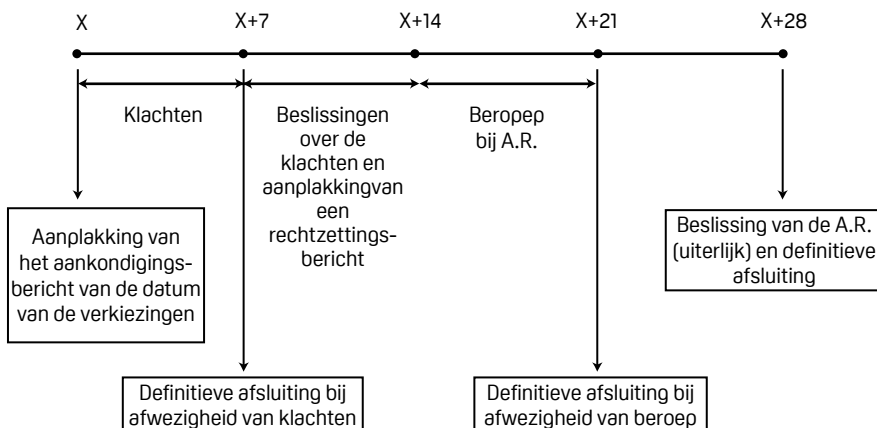 X
X+7
X+14
X+21
X+28
Klachten
Beslissingen
over de
klachten en
aanplakkingvan
een
rechtzettings-
bericht
Beropep
bij A.R.
Aanplakking van
het aankondigings-
bericht van de datum
van de verkiezingen
Beslissing van de A.R.
(uiterlijk) en definitieve
afsluiting
Definitieve afsluiting bij
afwezigheid van klachten
Definitieve afsluiting bij
afwezigheid van beroep